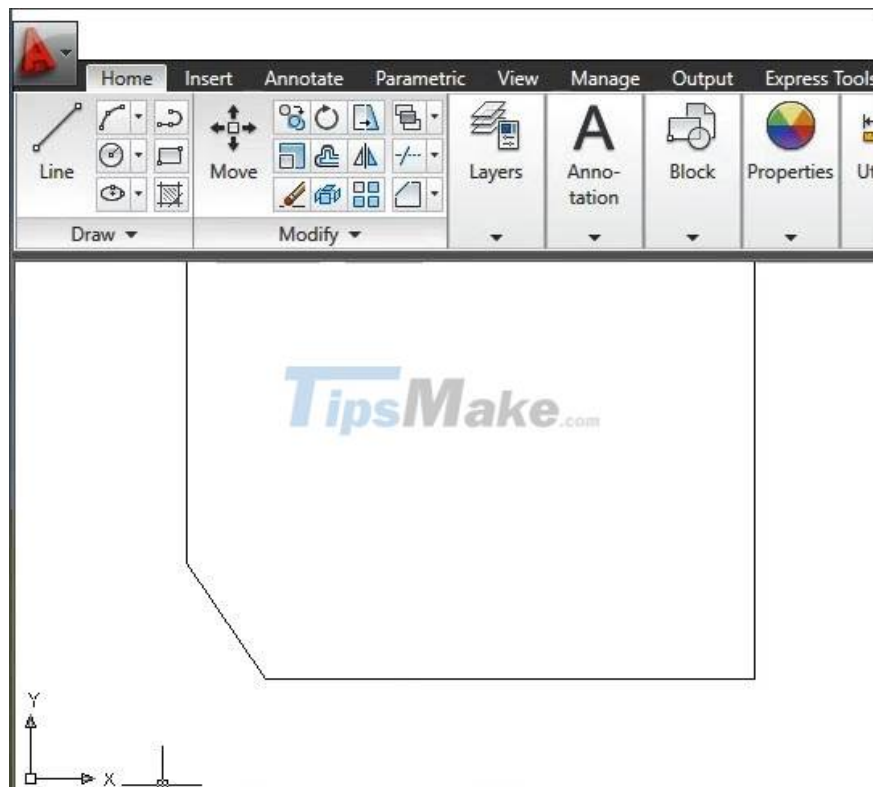 Home Insert Annotate Parametric View Manage Output Express Tools
Line
Move
Layers
Anno-
tation
Block
Properties
Draw
Modify
TipsMake.com
Y
X